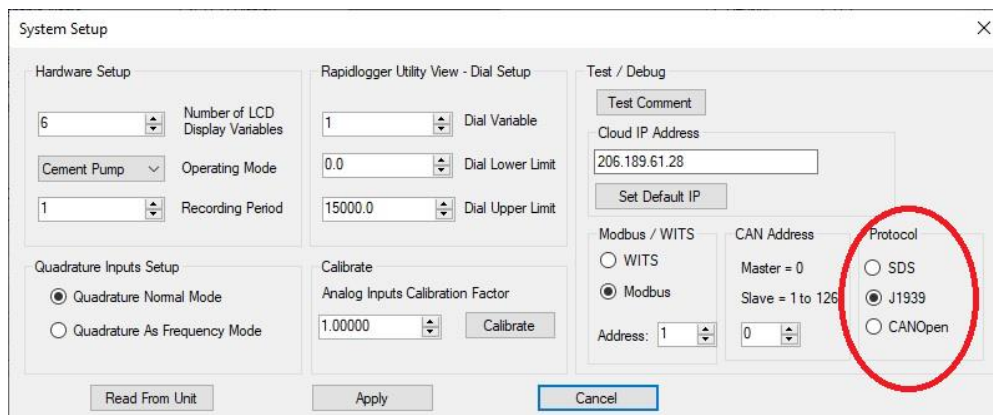 System Setup
Hardware Setup
6
Number of LCD
Display Variables
Cement Pump
Operating Mode
1
Recording Period
Rapidlogger Utility View - Dial Setup
1
Dial Variable
0.0
Dial Lower Limit
15000.0
Dial Upper Limit
Test / Debug
Test Comment
Cloud IP Address
206.189.61.28
Set Default IP
Quadrature Inputs Setup
Quadrature Normal Mode
Quadrature As Frequency Mode
Calibrate
Analog Inputs Calibration Factor
1.00000
Calibrate
Modbus / WITS
WITS
Modbus
Address:
1
CAN Address
Master = 0
Slave = 1 to 126
0
Protocol
SDS
J1939
CANOpen
Read From Unit
Apply
Cancel